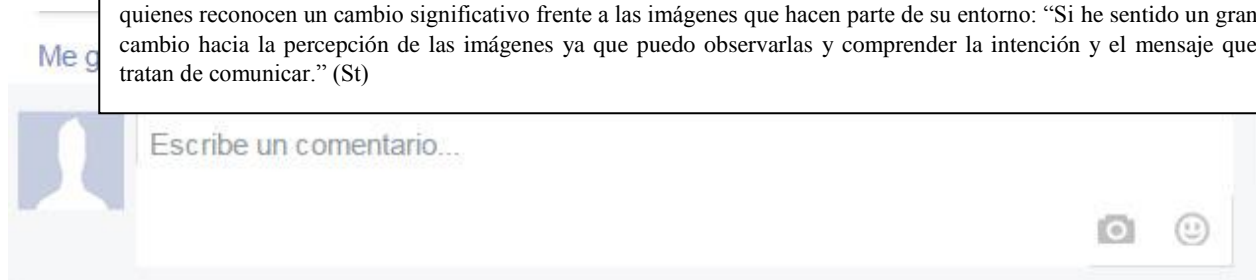 quienes reconocen un cambio significativo frente a las imágenes que hacen parte de su entorno: “Si he sentido un gran
cambio hacia la percepción de las imágenes ya que puedo observarlas y comprender la intención y el mensaje que
tratan de comunicar.” (St)
Me g
Escribe un comentario...